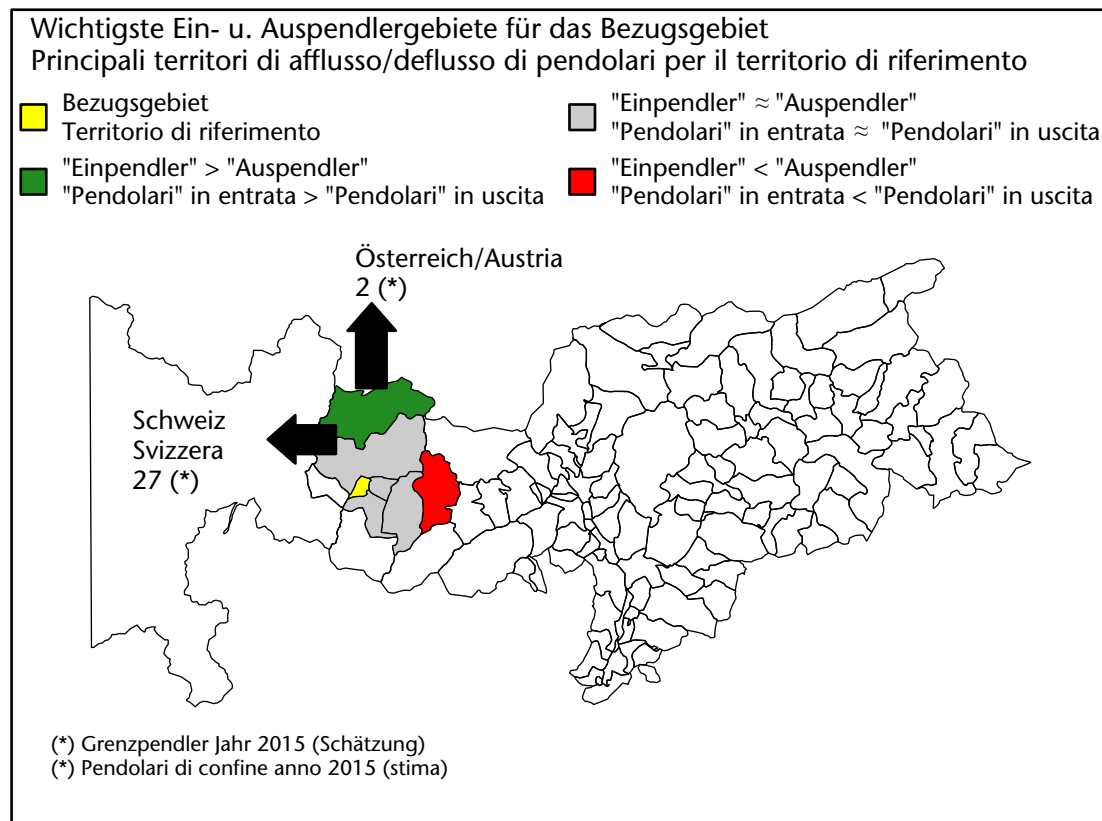 Wichtigste Ein- u. Auspendlergebiete für das Bezugsgebiet
Principali territori di afflusso/deflusso di pendolari per il territorio di riferimento
Bezugsgebiet
Territorio di riferimento
"Einpendler" > "Auspendler"
"Pendolari" in entrata > "Pendolari" in uscita
"Einpendler" ≈ "Auspendler"
"Pendolari" in entrata ≈ "Pendolari" in uscita
"Einpendler" < "Auspendler"
"Pendolari" in entrata < "Pendolari" in uscita
Österreich/Austria
2 (*)
Schweiz
Svizzera
27 (*)
(*) Grenzpendler Jahr 2015 (Schätzung)
(*) Pendolari di confine anno 2015 (stima)